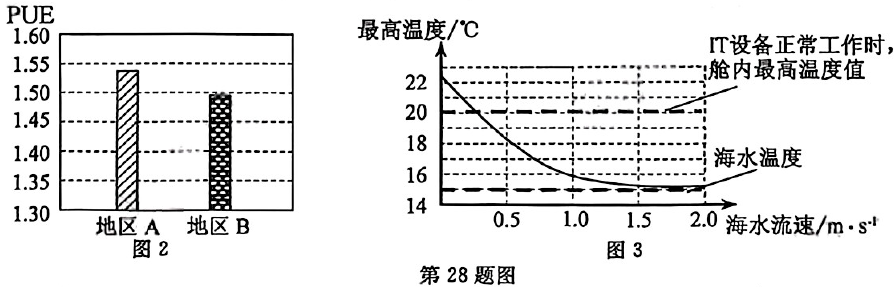 PUE
1.60
1.55
1.50
1.45
1.40
1.35
1.30
地区 A
地区 B
图 2
最高温度/℃
22
20
18
16
14
0.5
1.0
1.5
2.0
海水流速/m·s⁻¹
IT设备正常工作时,
舱内最高温度值
海水温度
图 3
第 28 题图